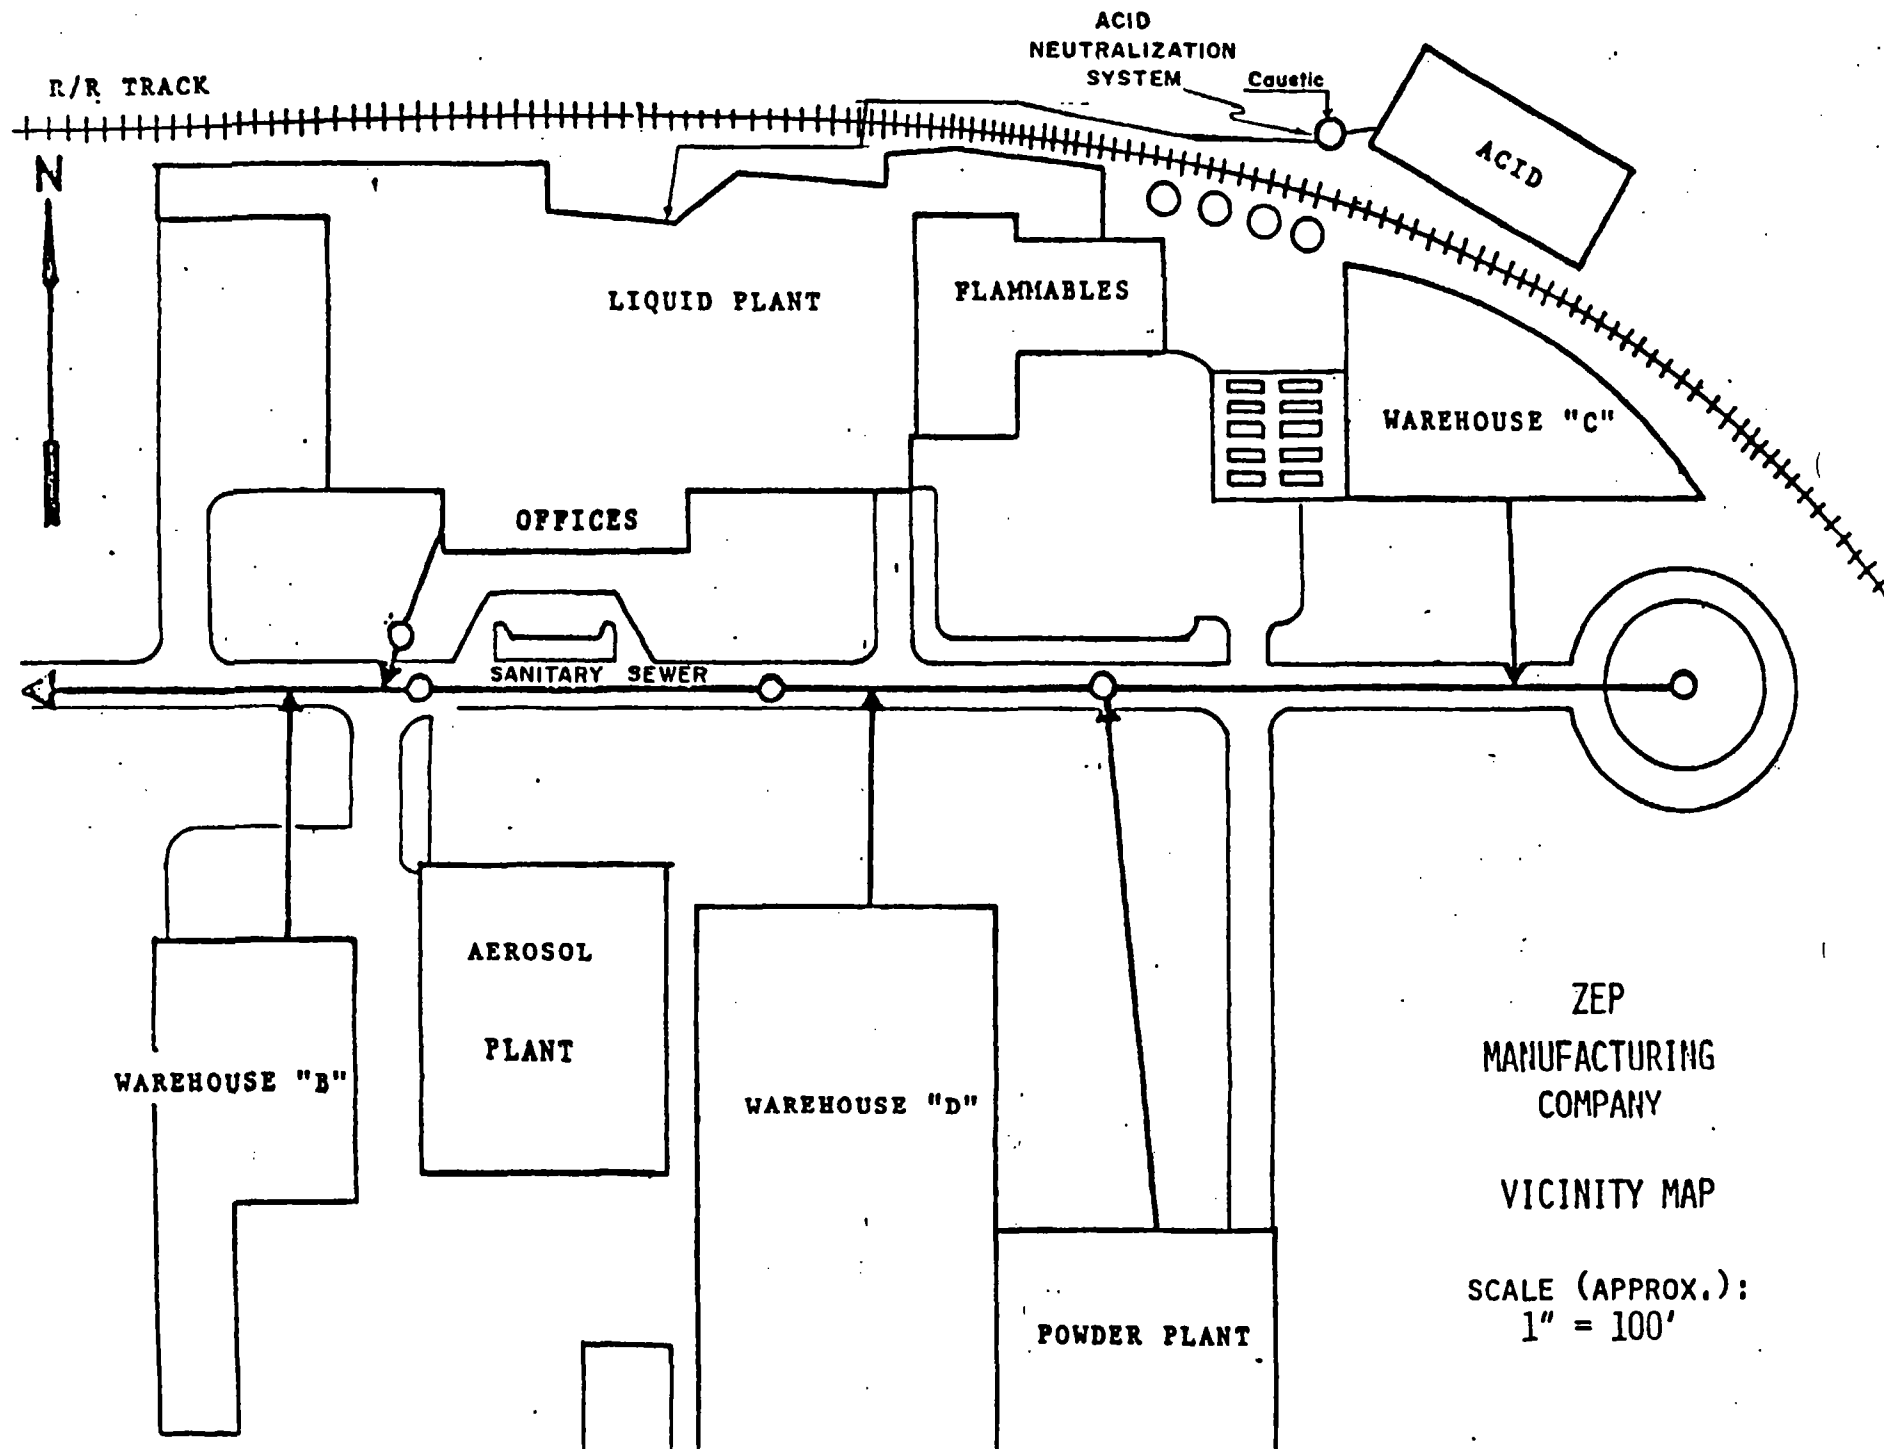 ACID
NEUTRALIZATION
SYSTEM
Caustic
R/R TRACK
N
ACID
LIQUID PLANT
FLAMMABLES
WAREHOUSE "C"
OFFICES
SANITARY SEWER
AEROSOL
PLANT
WAREHOUSE "B"
WAREHOUSE "D"
POWDER PLANT
ZEP
MANUFACTURING
COMPANY
VICINITY MAP
SCALE (APPROX.):
1" = 100'